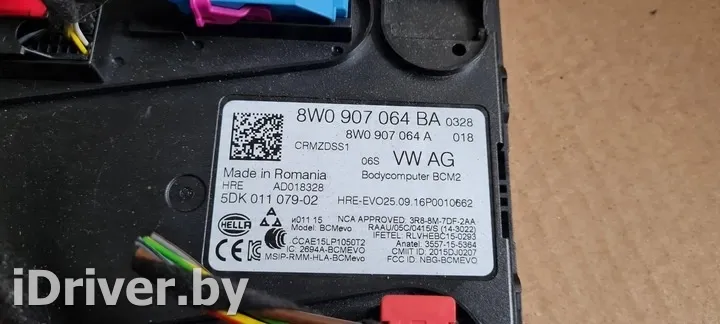 8W0 907 064 BA 0328
8W0 907 064 A 018
CRMZDSS1
06S VW AG
Made in Romania Bodycomputer BCM2
HRE AD018328
5DK 011 079-02 HRE-EVO25.09.16P0010662
HELLA
и011 15 NCA APPROVED 3R8-8M-7DF-2AA
Model: BCMevo RAAU/05C/0415/S (14-3022)
IFETEL: RLVHEBC15-0293
CCAE15LP1050T2 Anatel: 3557-15-5364
IC: 2694A-BCMEVO CMIIT ID: 2015DJ0207
MSIP-RMM-HLA-BCMevo FCC ID: NBG-BCMEVO
iDriver.by